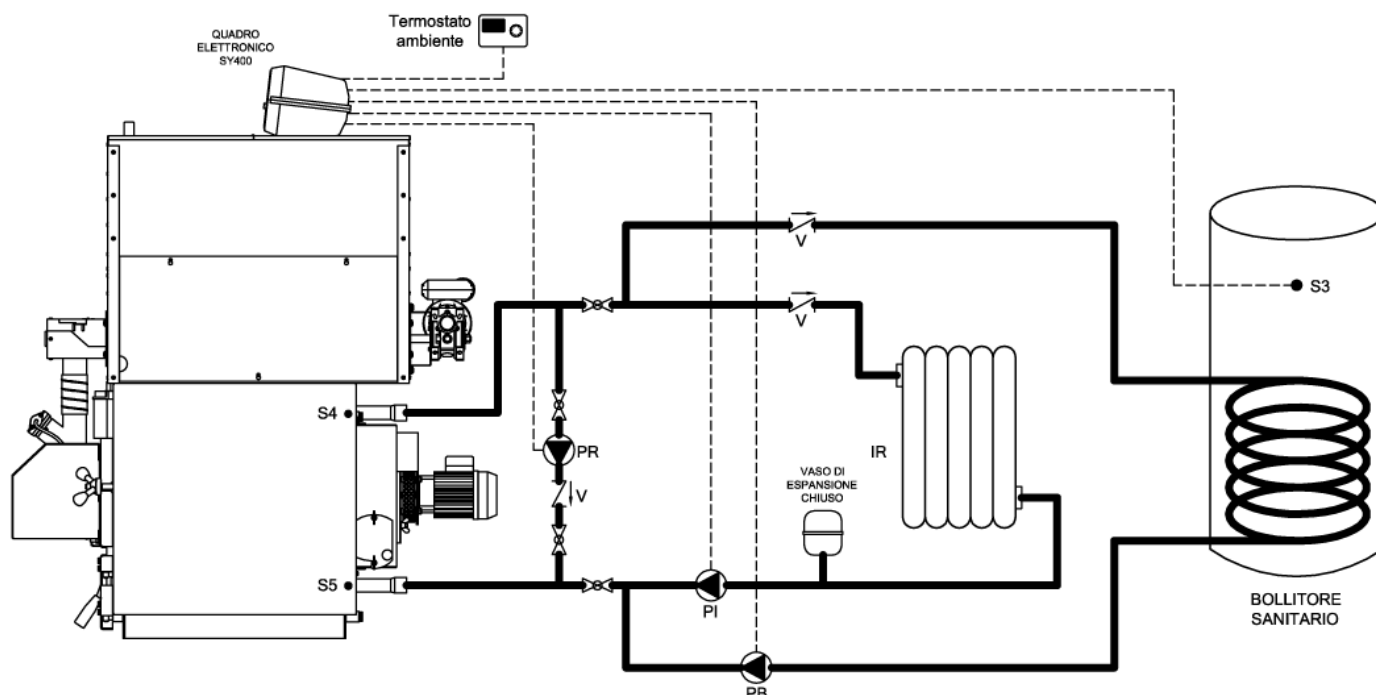 Termostato
ambiente
QUADRO
ELETTRONICO
SY400
V
S3
V
S4
PR
IR
VASO DI
ESPANSIONE
CHIUSO
V
S5
PI
BOLLITORE
SANITARIO
PB